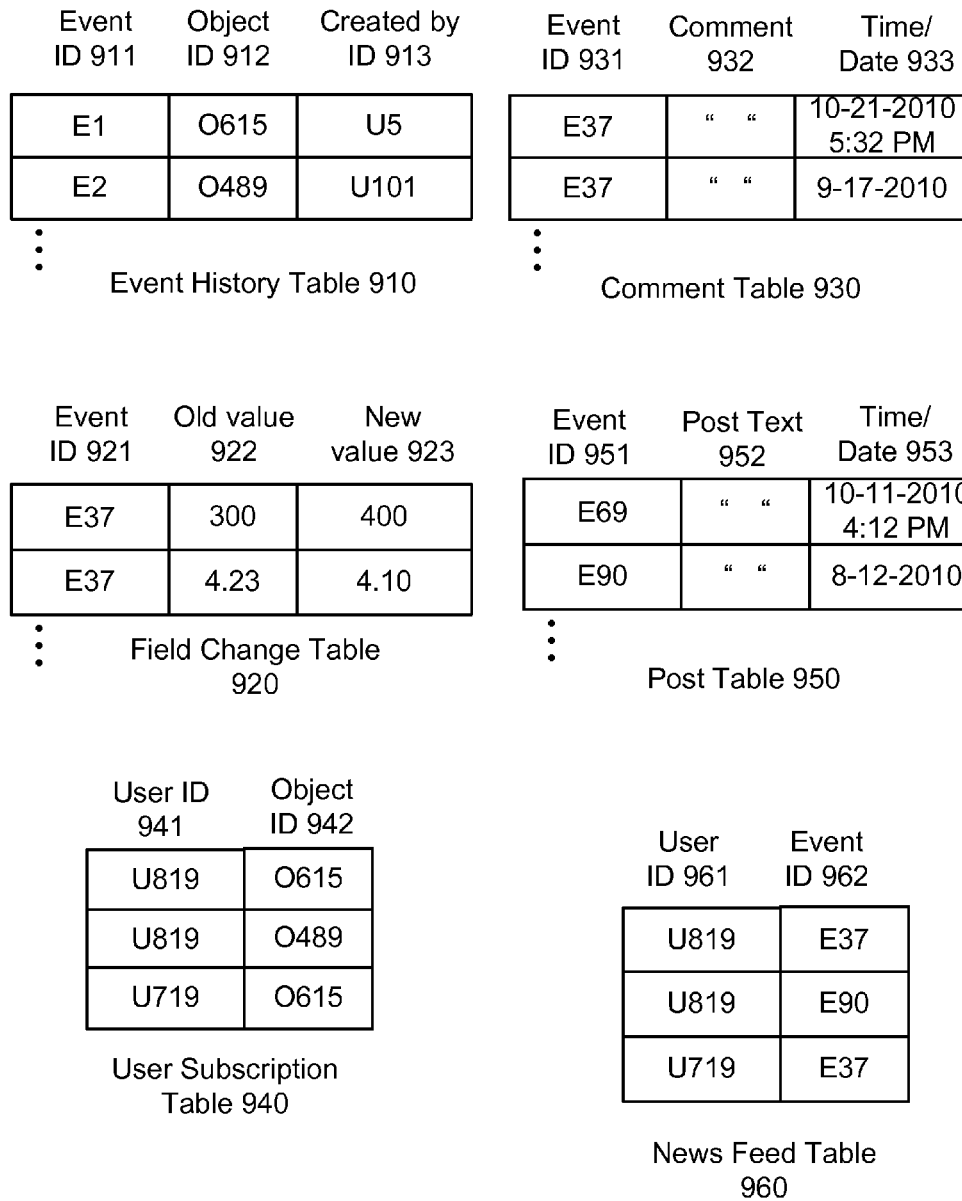 Event ID 911 Object ID 912 Created by ID 913
E1 O615 U5
E2 O489 U101
Event History Table 910
Event ID 931 Comment 932 Time/ Date 933
E37 “ “ 10-21-2010 5:32 PM
E37 “ “ 9-17-2010
Comment Table 930
Event ID 921 Old value 922 New value 923
E37 300 400
E37 4.23 4.10
Field Change Table 920
Event ID 951 Post Text 952 Time/ Date 953
E69 “ “ 10-11-2010 4:12 PM
E90 “ “ 8-12-2010
Post Table 950
User ID 941 Object ID 942
U819 O615
U819 O489
U719 O615
User Subscription Table 940
User ID 961 Event ID 962
U819 E37
U819 E90
U719 E37
News Feed Table 960